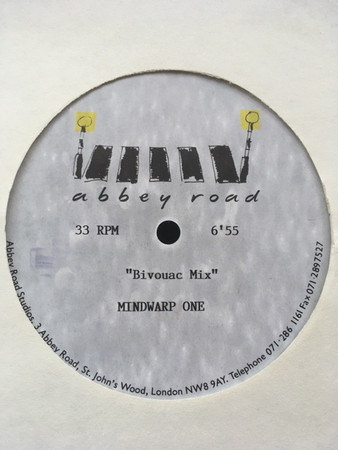 abbey road
33 RPM 6'55
"Bivouac Mix"
MINDWARP ONE
Abbey Road Studios, 3 Abbey Road, St. John's Wood, London NW8 9AY. Telephone 071-286 1161 Fax 071-2897527